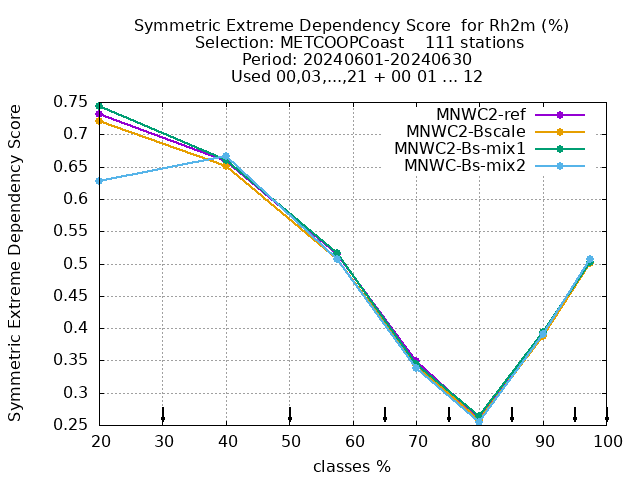 Symmetric Extreme Dependency Score  for Rh2m (%)
Selection: METCOOPCoast    111 stations
Period: 20240601-20240630
Used 00,03,...,21 + 00 01 ... 12
MNWC2-ref
MNWC2-Bscale
MNWC2-Bs-mix1
MNWC-Bs-mix2
Symmetric Extreme Dependency Score
0.75
0.7
0.65
0.6
0.55
0.5
0.45
0.4
0.35
0.3
0.25
20 30 40 50 60 70 80 90 100
classes %